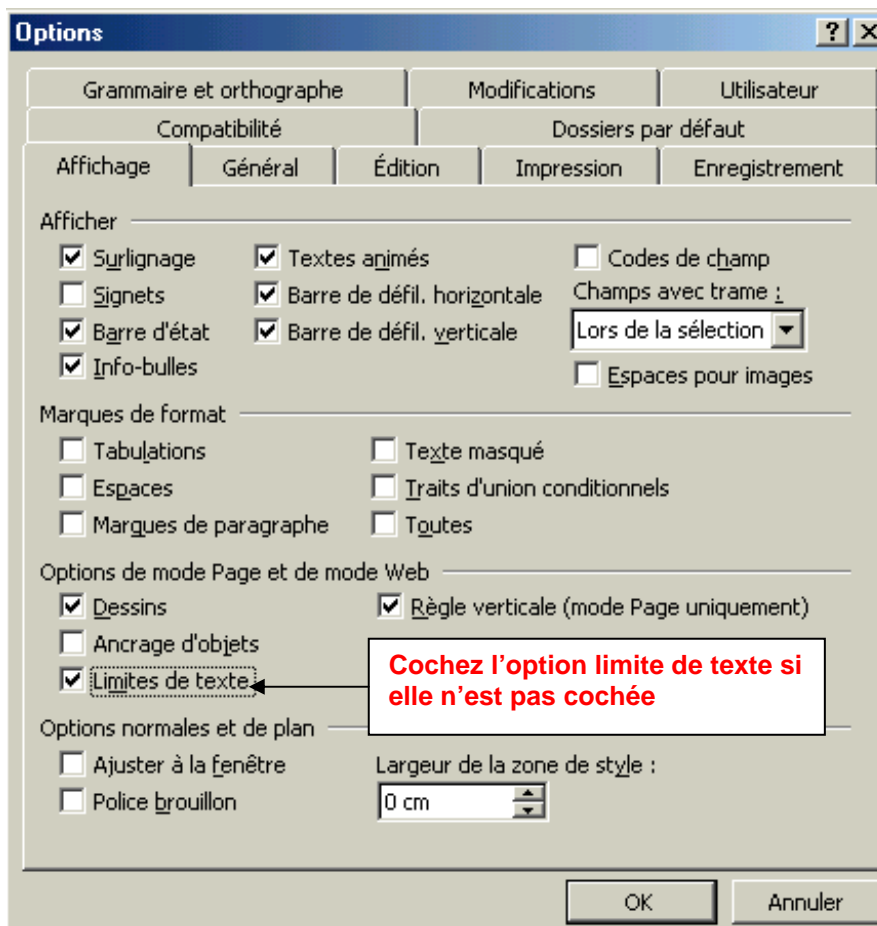 Options
Grammaire et orthographe Modifications Utilisateur
Compatibilité Dossiers par défaut
Affichage Général Édition Impression Enregistrement
Afficher
Surlignage Textes animés Codes de champ
Signets Barre de défil. horizontale Champs avec trame :
Barre d'état Barre de défil. verticale Lors de la sélection
Info-bulles Espaces pour images
Marques de format
Tabulations Texte masqué
Espaces Traits d'union conditionnels
Marques de paragraphe Toutes
Options de mode Page et de mode Web
Dessins Règle verticale (mode Page uniquement)
Ancrage d'objets
Limites de texte
Cochez l’option limite de texte si
elle n’est pas cochée
Options normales et de plan
Ajuster à la fenêtre Largeur de la zone de style :
Police brouillon 0 cm
OK Annuler